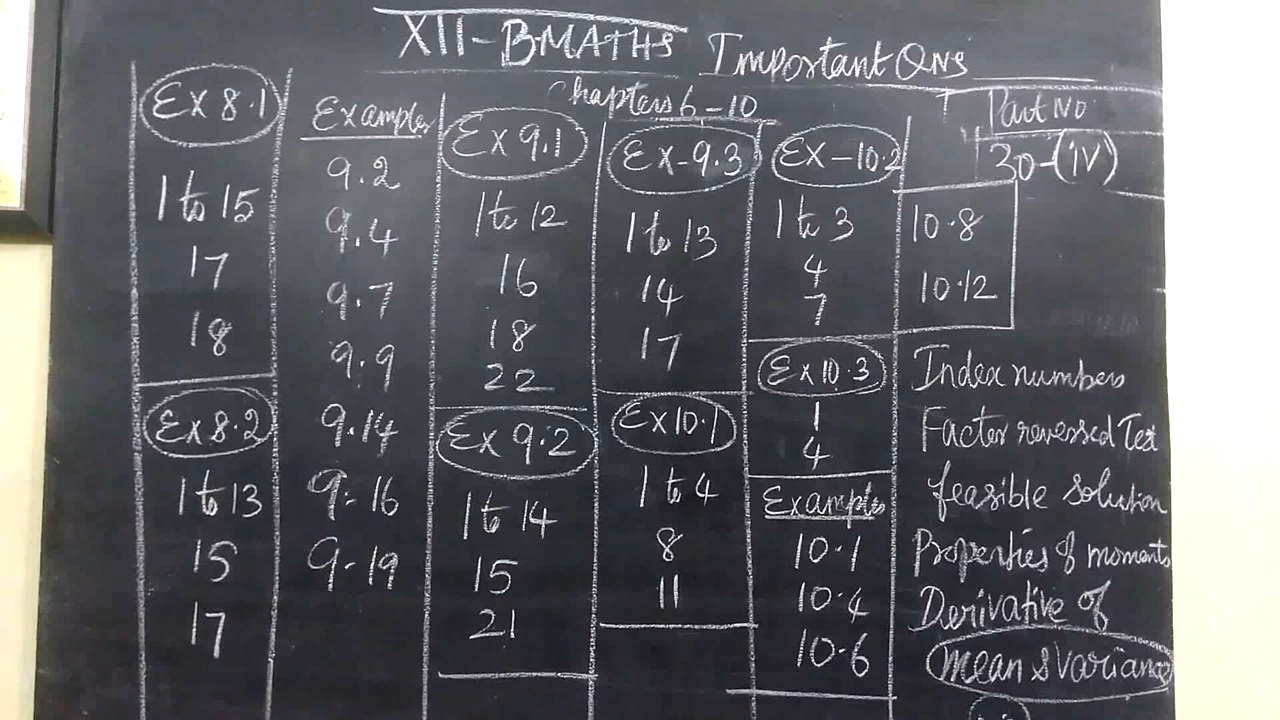 XII-B.MATHS Important Qns
Chapters 6-10
Part No
30-(iv)
Ex 8.1
1 to 15
17
18
Ex 8.2
1 to 13
15
17
Examples
9.2
9.4
9.7
9.9
9.14
9.16
9.19
Ex 9.1
1 to 12
16
18
22
Ex 9.2
1 to 14
15
21
Ex-9.3
1 to 13
14
17
Ex 10.1
1 to 4
8
11
Ex-10.2
1 to 3
4
7
Ex 10.3
1
4
Examples
10.1
10.4
10.6
10.8
10.12
Index numbers
Factor reversed Test
feasible solution
Properties of moments
Derivative of
mean & Variance